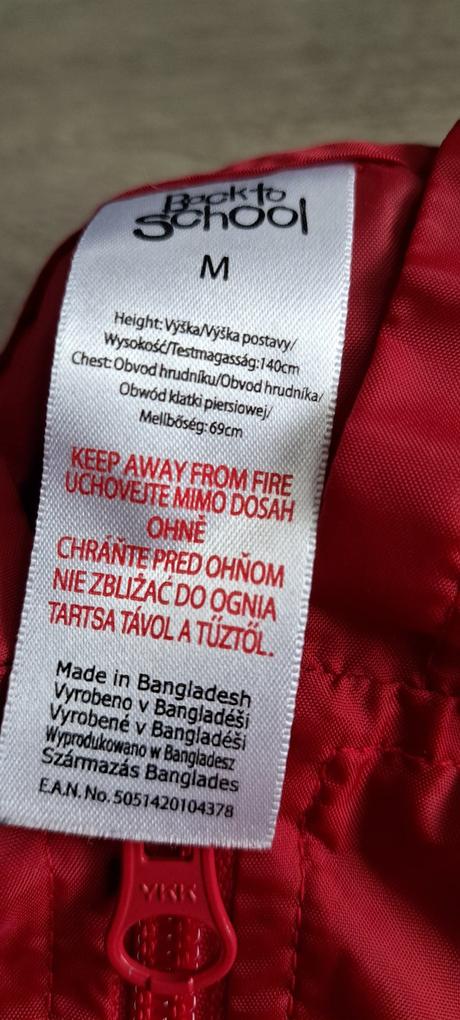 Back to
School
M
Height: Výška/Výška postavy/
Wysokość/Testmagasság:140cm
Chest: Obvod hrudníku/Obvod hrudníka/
Obwód klatki piersiowej/
Mellbőség: 69cm
KEEP AWAY FROM FIRE
UCHOVEJTE MIMO DOSAH
OHNĚ
CHRÁŇTE PRED OHŇOM
NIE ZBLIŻAĆ DO OGNIA
TARTSA TÁVOL A TŰZTŐL.
Made in Bangladesh
Vyrobeno v Bangladéši
Vyrobené v Bangladéši
Wyprodukowano w Bangladesz
Származás Banglades
E.A.N. No. 5051420104378
YKK